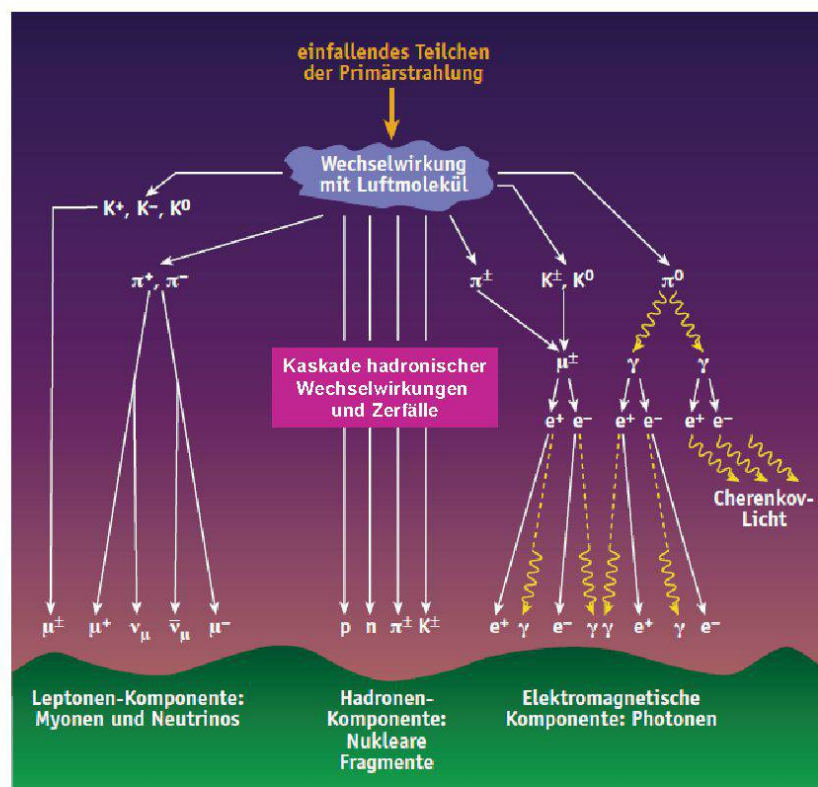 einfallendes Teilchen
der Primärstrahlung
Wechselwirkung
mit Luftmolekül
K⁺, K⁻, K⁰
π⁺, π⁻
π±
K±, K⁰
π⁰
Kaskade hadronischer
Wechselwirkungen
und Zerfälle
μ±
γ
γ
e⁺ e⁻ e⁺ e⁻ e⁺ e⁻
Cherenkov-
Licht
μ± μ⁺ ν_μ ν̄_μ μ⁻
p n π± K±
e⁺ γ e⁻ γ γ e⁺ γ e⁻
Leptonen-Komponente:
Myonen und Neutrinos
Hadronen-
Komponente:
Nukleare
Fragmente
Elektromagnetische
Komponente: Photonen